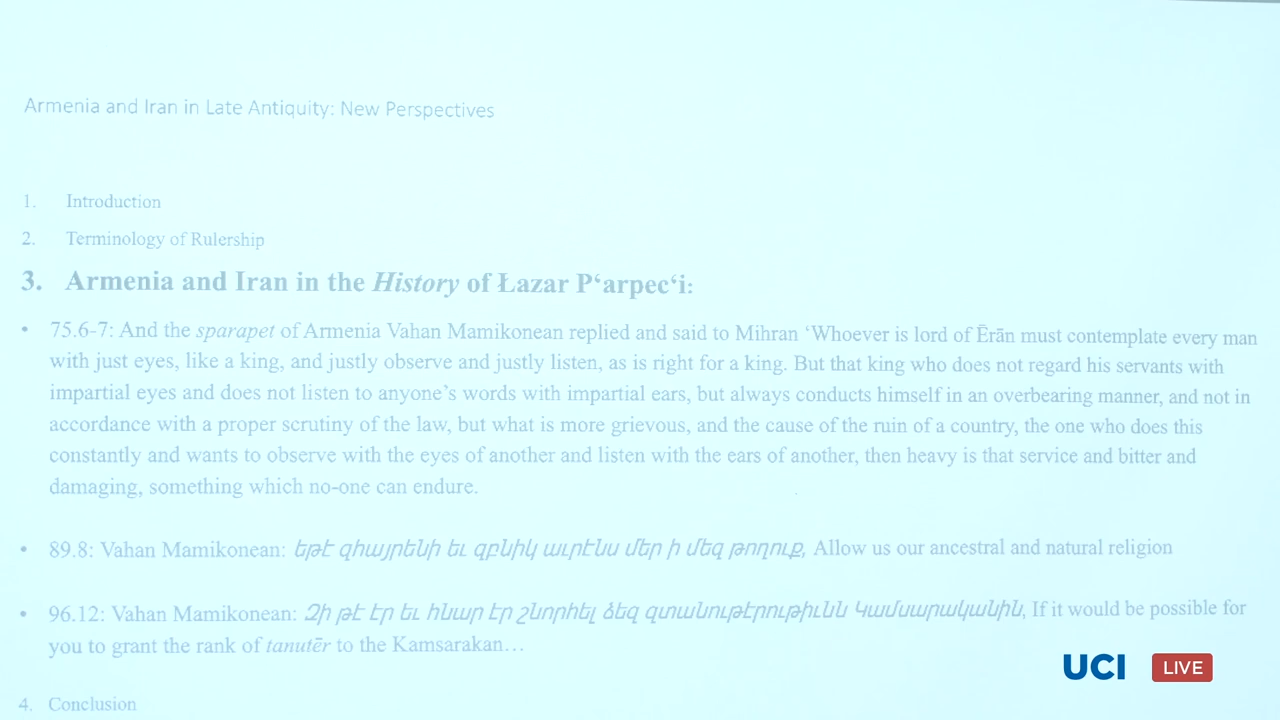 Armenia and Iran in Late Antiquity: New Perspectives
1. Introduction
2. Terminology of Rulership
3. Armenia and Iran in the History of Łazar P‘arpec‘i:
• 75.6-7: And the sparapet of Armenia Vahan Mamikonean replied and said to Mihran ‘Whoever is lord of Ērān must contemplate every man
with just eyes, like a king, and justly observe and justly listen, as is right for a king. But that king who does not regard his servants with
impartial eyes and does not listen to anyone’s words with impartial ears, but always conducts himself in an overbearing manner, and not in
accordance with a proper scrutiny of the law, but what is more grievous, and the cause of the ruin of a country, the one who does this
constantly and wants to observe with the eyes of another and listen with the ears of another, then heavy is that service and bitter and
damaging, something which no-one can endure.
• 89.8: Vahan Mamikonean: եթէ զհայրենի եւ զբնիկ աւրէնս մեր ի մեզ թողուք, Allow us our ancestral and natural religion
• 96.12: Vahan Mamikonean: Զի թէ էր եւ հնար էր շնորհել ձեզ զտանուտէրութիւնն Կամսարականին, If it would be possible for
you to grant the rank of tanutēr to the Kamsarakan…
4. Conclusion
UCI LIVE